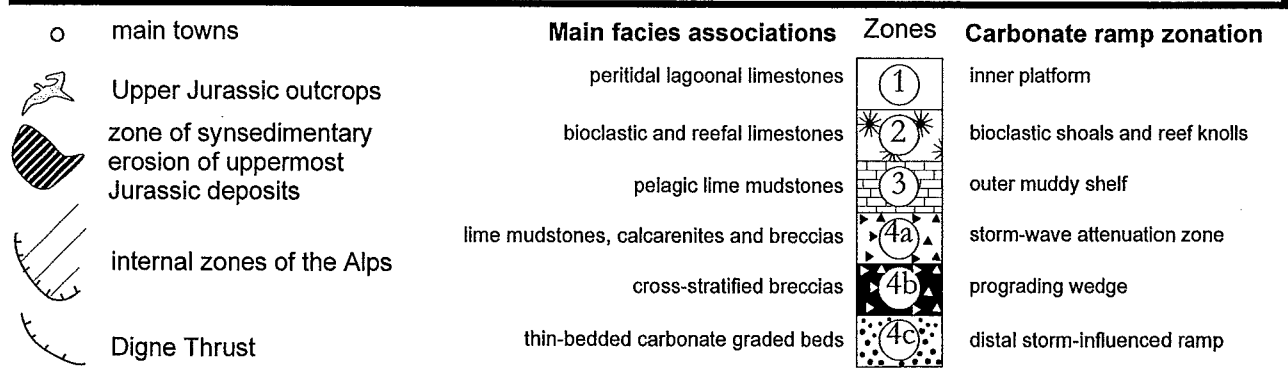 main towns
Upper Jurassic outcrops
zone of synsedimentary
erosion of uppermost
Jurassic deposits
internal zones of the Alps
Digne Thrust
Main facies associations Zones Carbonate ramp zonation
peritidal lagoonal limestones 1 inner platform
bioclastic and reefal limestones 2 bioclastic shoals and reef knolls
pelagic lime mudstones 3 outer muddy shelf
lime mudstones, calcarenites and breccias 4a storm-wave attenuation zone
cross-stratified breccias 4b prograding wedge
thin-bedded carbonate graded beds 4c distal storm-influenced ramp